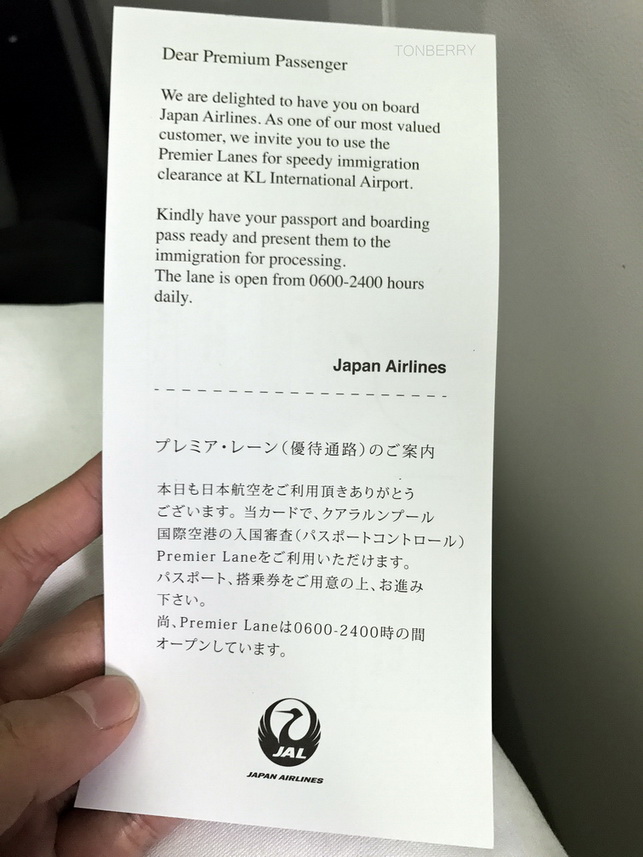 TONBERRY
Dear Premium Passenger
We are delighted to have you on board
Japan Airlines. As one of our most valued
customer, we invite you to use the
Premier Lanes for speedy immigration
clearance at KL International Airport.
Kindly have your passport and boarding
pass ready and present them to the
immigration for processing.
The lane is open from 0600-2400 hours
daily.
Japan Airlines
プレミア・レーン（優待通路）のご案内
本日も日本航空をご利用頂きありがとう
ございます。当カードで、クアラルンプール
国際空港の入国審査（パスポートコントロール）
Premier Laneをご利用いただけます。
パスポート、搭乗券をご用意の上、お進み
下さい。
尚、Premier Laneは0600-2400時の間
オープンしています。
JAL
JAPAN AIRLINES